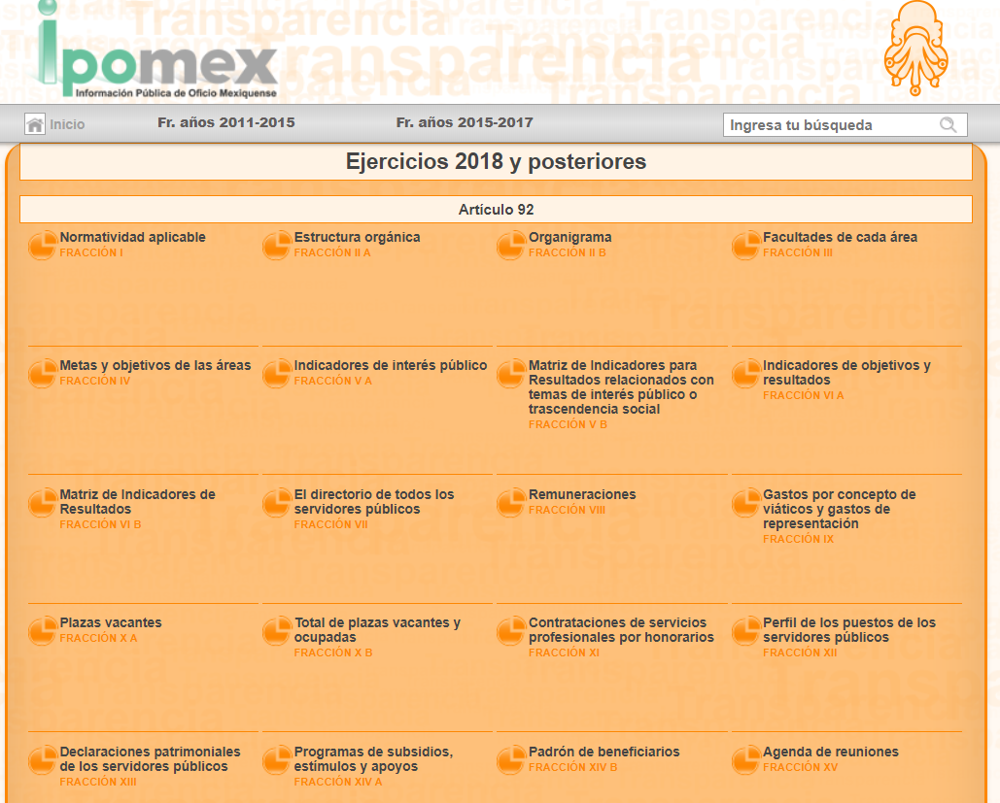 ipomex
Información Pública de Oficio Mexiquense
Inicio
Fr. años 2011-2015
Fr. años 2015-2017
Ingresa tu búsqueda
Ejercicios 2018 y posteriores
Artículo 92
Normatividad aplicable
FRACCIÓN I
Estructura orgánica
FRACCIÓN II A
Organigrama
FRACCIÓN II B
Facultades de cada área
FRACCIÓN III
Metas y objetivos de las áreas
FRACCIÓN IV
Indicadores de interés público
FRACCIÓN V A
Matriz de Indicadores para
Resultados relacionados con
temas de interés público o
trascendencia social
FRACCIÓN V B
Indicadores de objetivos y
resultados
FRACCIÓN VI A
Matriz de Indicadores de
Resultados
FRACCIÓN VI B
El directorio de todos los
servidores públicos
FRACCIÓN VII
Remuneraciones
FRACCIÓN VIII
Gastos por concepto de
viáticos y gastos de
representación
FRACCIÓN IX
Plazas vacantes
FRACCIÓN X A
Total de plazas vacantes y
ocupadas
FRACCIÓN X B
Contrataciones de servicios
profesionales por honorarios
FRACCIÓN XI
Perfil de los puestos de los
servidores públicos
FRACCIÓN XII
Declaraciones patrimoniales
de los servidores públicos
FRACCIÓN XIII
Programas de subsidios,
estímulos y apoyos
FRACCIÓN XIV A
Padrón de beneficiarios
FRACCIÓN XIV B
Agenda de reuniones
FRACCIÓN XV